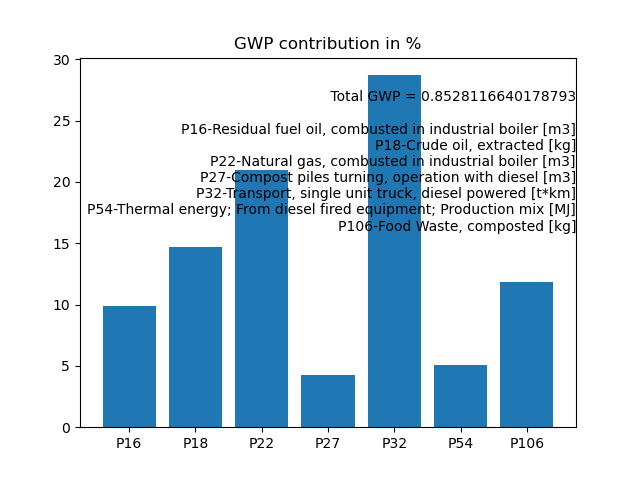 GWP contribution in %
30
Total GWP = 0.8528116640178793
P16-Residual fuel oil, combusted in industrial boiler [m3]
25
P18-Crude oil, extracted [kg]
P22-Natural gas, combusted in industrial boiler [m3]
P27-Compost piles turning, operation with diesel [m3]
20
P32-Transport, single unit truck, diesel powered [t*km]
P54-Thermal energy; From diesel fired equipment; Production mix [MJ]
P106-Food Waste, composted [kg]
15
10
5
0
P16 P18 P22 P27 P32 P54 P106